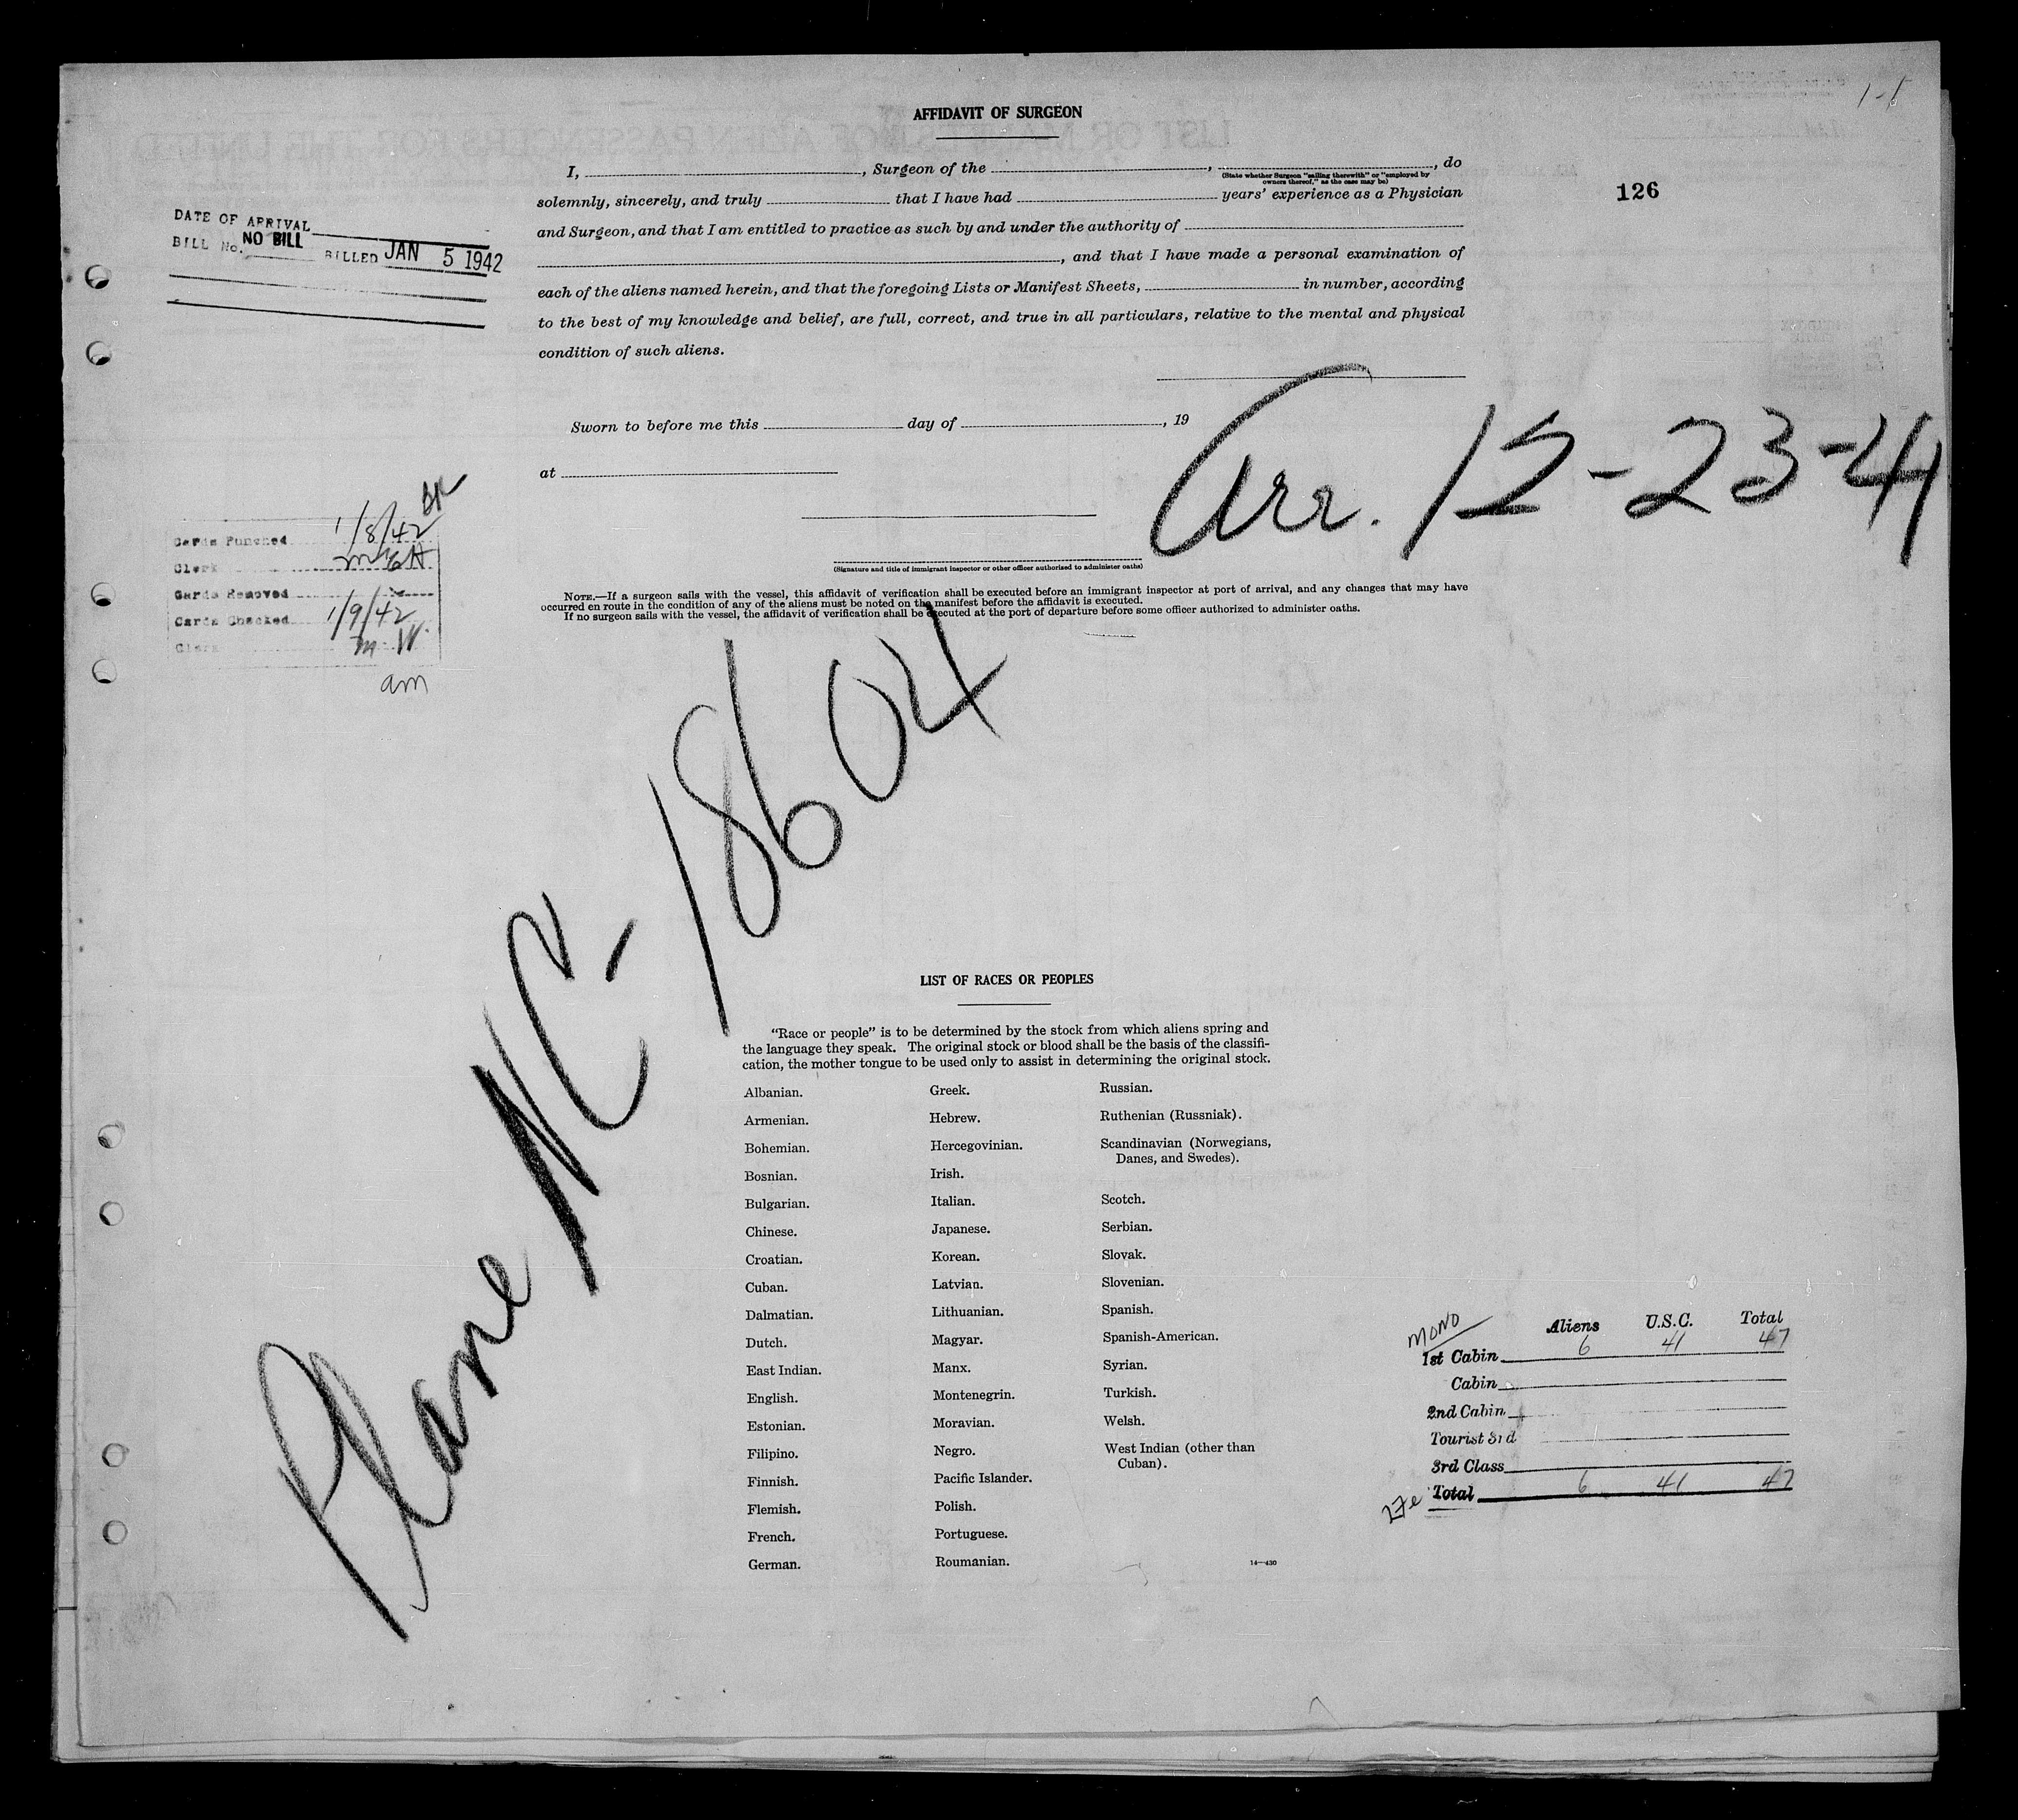 1-1
AFFIDAVIT OF SURGEON
126
I, ______, Surgeon of the ______, ______, do
(State whether Surgeon "sailing therewith" or "employed by
owners thereof," as the case may be)
solemnly, sincerely, and truly ______ that I have had ______ years' experience as a Physician
and Surgeon, and that I am entitled to practice as such by and under the authority of ______
______, and that I have made a personal examination of
each of the aliens named herein, and that the foregoing Lists or Manifest Sheets, ______ in number, according
to the best of my knowledge and belief, are full, correct, and true in all particulars, relative to the mental and physical
condition of such aliens.
DATE OF ARRIVAL
BILL No. NO BILL BILLED JAN 5 1942
Sworn to before me this ______ day of ______, 19
at ______
Arr. 12-23-41
(Signature and title of immigrant inspector or other officer authorized to administer oaths)
Cards Punched 1/8/42
Clerk
Cards Removed
Cards Checked 1/9/42
Clerk m. W.
am
NOTE.—If a surgeon sails with the vessel, this affidavit of verification shall be executed before an immigrant inspector at port of arrival, and any changes that may have
occurred en route in the condition of any of the aliens must be noted on the manifest before the affidavit is executed.
If no surgeon sails with the vessel, the affidavit of verification shall be executed at the port of departure before some officer authorized to administer oaths.
Plane NC-18604
LIST OF RACES OR PEOPLES
"Race or people" is to be determined by the stock from which aliens spring and
the language they speak. The original stock or blood shall be the basis of the classifi-
cation, the mother tongue to be used only to assist in determining the original stock.
Albanian.
Armenian.
Bohemian.
Bosnian.
Bulgarian.
Chinese.
Croatian.
Cuban.
Dalmatian.
Dutch.
East Indian.
English.
Estonian.
Filipino.
Finnish.
Flemish.
French.
German.
Greek.
Hebrew.
Hercegovinian.
Irish.
Italian.
Japanese.
Korean.
Latvian.
Lithuanian.
Magyar.
Manx.
Montenegrin.
Moravian.
Negro.
Pacific Islander.
Polish.
Portuguese.
Roumanian.
Russian.
Ruthenian (Russniak).
Scandinavian (Norwegians,
Danes, and Swedes).
Scotch.
Serbian.
Slovak.
Slovenian.
Spanish.
Spanish-American.
Syrian.
Turkish.
Welsh.
West Indian (other than
Cuban).
14—430
MONO
Aliens U.S.C. Total
1st Cabin 6 41 47
Cabin
2nd Cabin
Tourist 3rd
3rd Class
Total 6 41 47